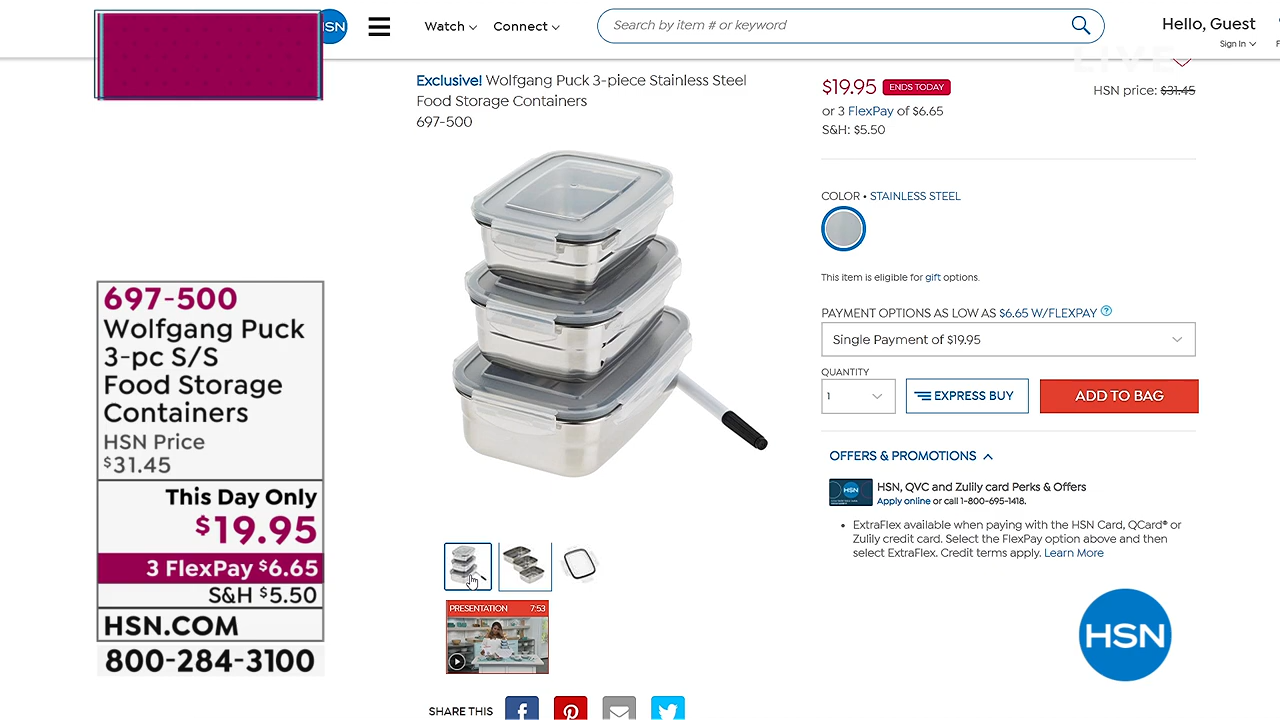 HSN
Watch
Connect
Search by item # or keyword
Hello, Guest
Sign In
LIVE
Exclusive! Wolfgang Puck 3-piece Stainless Steel
Food Storage Containers
697-500
$19.95 ENDS TODAY
HSN price: $31.45
or 3 FlexPay of $6.65
S&H: $5.50
COLOR • STAINLESS STEEL
This item is eligible for gift options.
PAYMENT OPTIONS AS LOW AS $6.65 W/FLEXPAY ?
Single Payment of $19.95
QUANTITY
1
EXPRESS BUY
ADD TO BAG
OFFERS & PROMOTIONS
HSN
HSN, QVC and Zulily card Perks & Offers
Apply online or call 1-800-695-1418.
• ExtraFlex available when paying with the HSN Card, QCard® or
Zulily credit card. Select the FlexPay option above and then
select ExtraFlex. Credit terms apply. Learn More
697-500
Wolfgang Puck
3-pc S/S
Food Storage
Containers
HSN Price
$31.45
This Day Only
$19.95
3 FlexPay $6.65
S&H $5.50
HSN.COM
800-284-3100
PRESENTATION 7:53
SHARE THIS
HSN